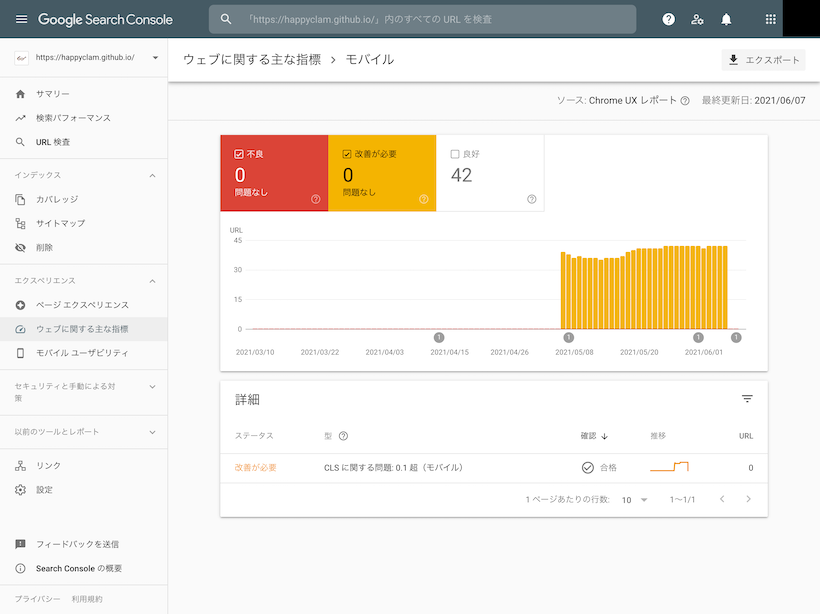 Google Search Console
「https://happyclam.github.io/」内のすべての URL を検査
https://happyclam.github.io/
ウェブに関する主な指標 › モバイル
エクスポート
ソース: Chrome UX レポート
最終更新日: 2021/06/07
サマリー
検索パフォーマンス
URL 検査
インデックス
カバレッジ
サイトマップ
削除
エクスペリエンス
ページ エクスペリエンス
ウェブに関する主な指標
モバイル ユーザビリティ
セキュリティと手動による対
策
以前のツールとレポート
リンク
設定
フィードバックを送信
Search Console の概要
プライバシー 利用規約
不良
0
問題なし
改善が必要
0
問題なし
良好
42
URL
45
30
15
0
1 1 1 1
2021/03/10 2021/03/22 2021/04/03 2021/04/15 2021/04/26 2021/05/08 2021/05/20 2021/06/01
詳細
ステータス 型 確認 推移 URL
改善が必要 CLS に関する問題: 0.1 超（モバイル） 合格 0
1 ページあたりの行数: 10 1～1/1